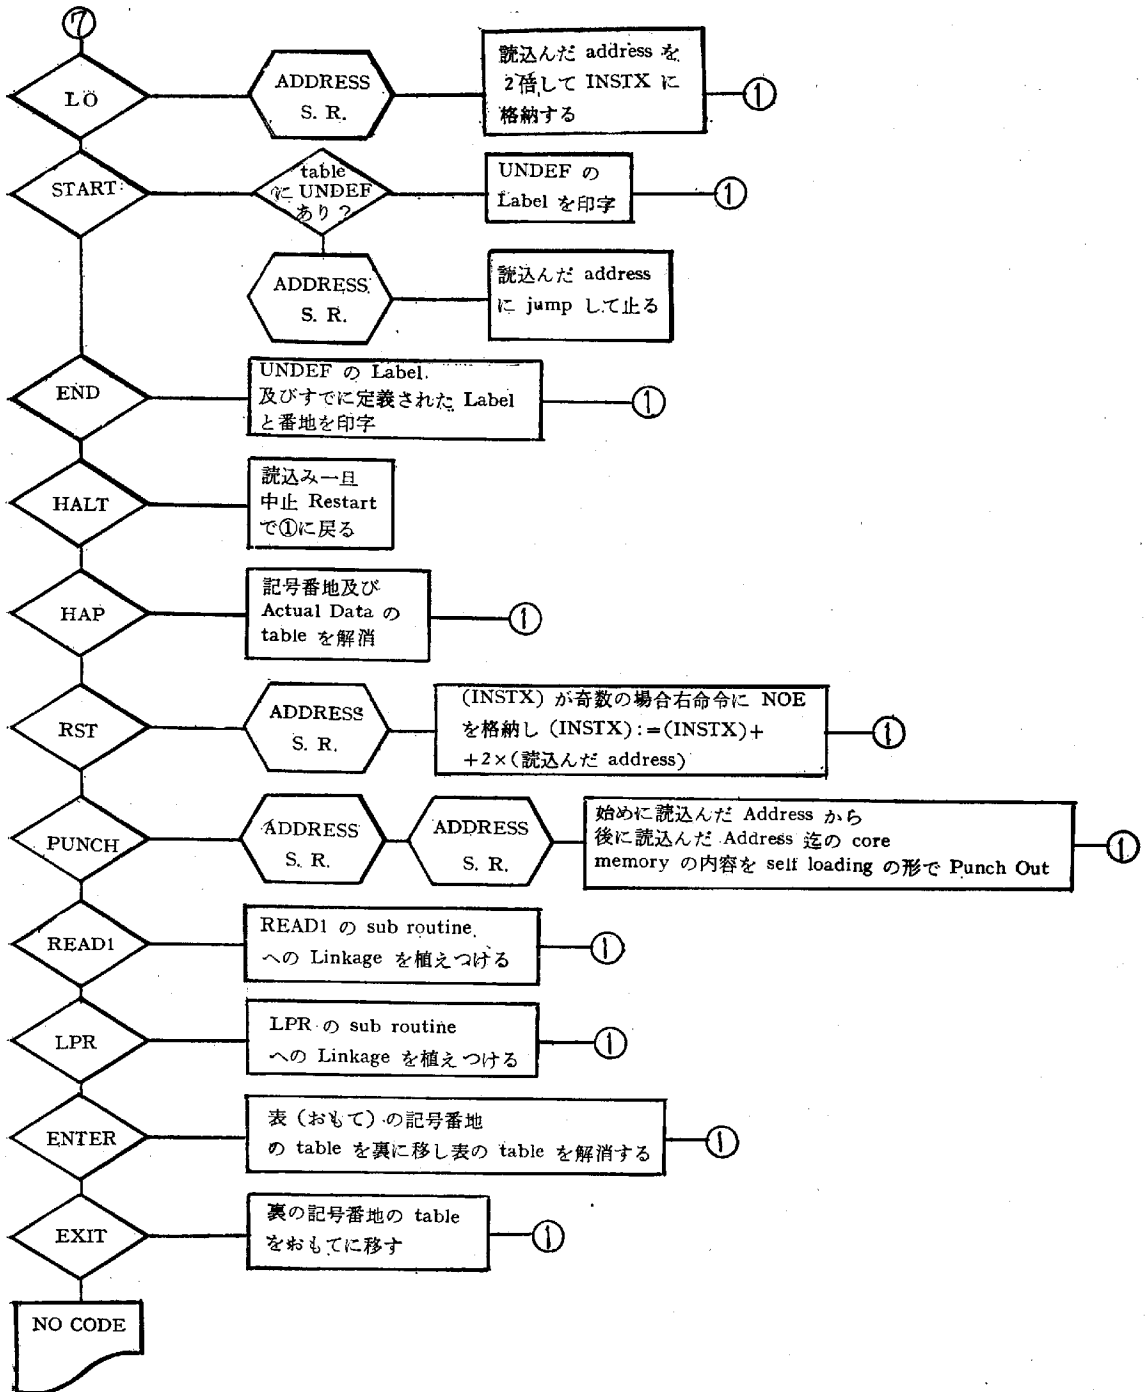 ⑦
LO
ADDRESS
S. R.
読込んだ address を
2倍して INSTX に
格納する
①
START
table
に UNDEF
あり?
UNDEF の
Label を印字
①
ADDRESS
S. R.
読込んだ address
に jump して止る
END
UNDEF の Label
及びすでに定義された Label
と番地を印字
①
HALT
読込み一旦
中止 Restart
で①に戻る
HAP
記号番地及び
Actual Data の
table を解消
①
RST
ADDRESS
S. R.
(INSTX) が奇数の場合右命令に NOE
を格納し (INSTX):=(INSTX)+
+2×(読込んだ address)
①
PUNCH
ADDRESS
S. R.
ADDRESS
S. R.
始めに読込んだ Address から
後に読込んだ Address 迄の core
memory の内容を self loading の形で Punch Out
①
READ1
READ1 の sub routine
への Linkage を植えつける
①
LPR
LPR の sub routine
への Linkage を植えつける
①
ENTER
表(おもて)の記号番地
の table を裏に移し表の table を解消する
①
EXIT
裏の記号番地の table
をおもてに移す
①
NO CODE